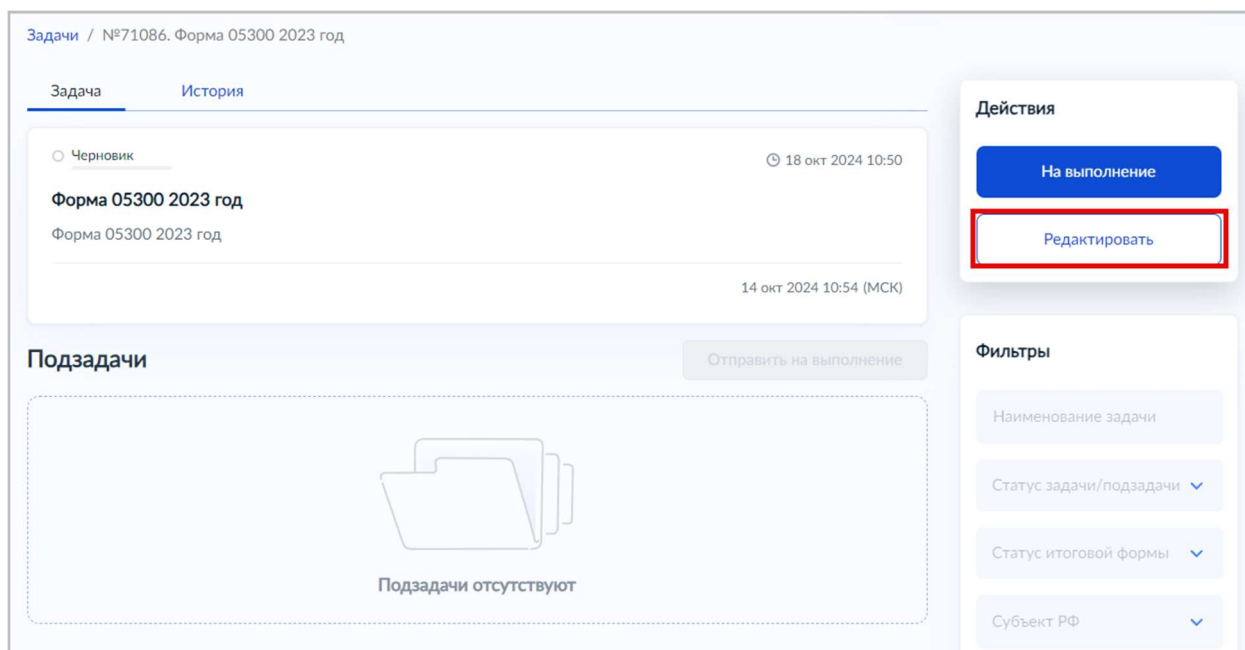 Задачи / №71086. Форма 05300 2023 год
Задача История
Черновик 18 окт 2024 10:50
Форма 05300 2023 год
Форма 05300 2023 год
14 окт 2024 10:54 (МСК)
Подзадачи Отправить на выполнение
Подзадачи отсутствуют
Действия
На выполнение
Редактировать
Фильтры
Наименование задачи
Статус задачи/подзадачи
Статус итоговой формы
Субъект РФ